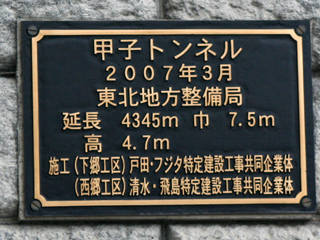 甲子トンネル
2007年3月
東北地方整備局
延長 4345m 巾 7.5m
高 4.7m
施工(下郷工区)戸田・フジタ特定建設工事共同企業体
(西郷工区)清水・飛島特定建設工事共同企業体